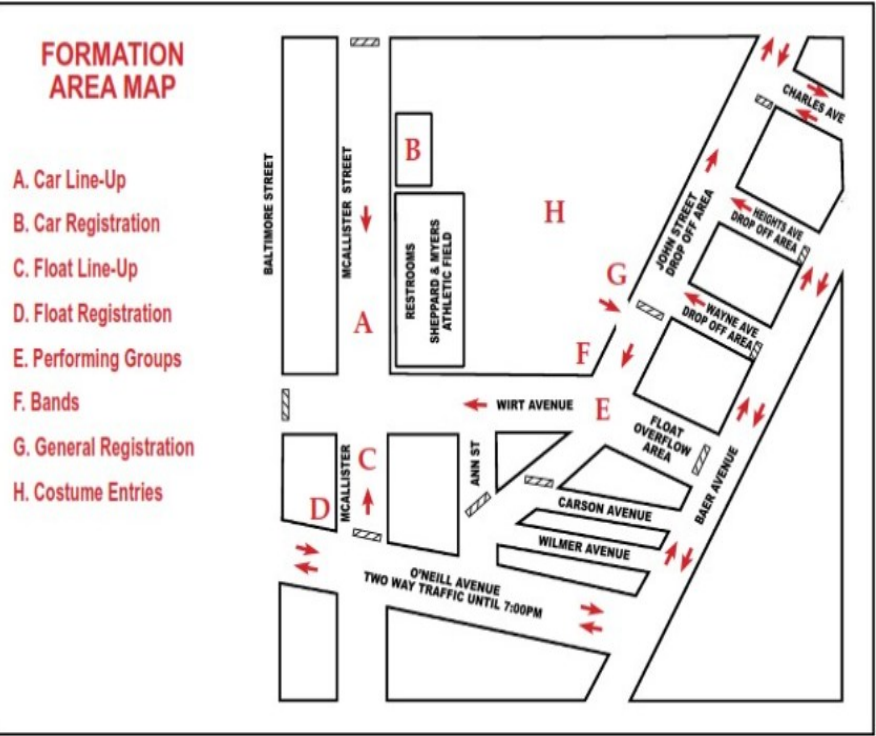 FORMATION
AREA MAP
A. Car Line-Up
B. Car Registration
C. Float Line-Up
D. Float Registration
E. Performing Groups
F. Bands
G. General Registration
H. Costume Entries
BALTIMORE STREET
MCALLISTER STREET
B
RESTROOMS
SHEPPARD & MYERS
ATHLETIC FIELD
H
A
CHARLES AVE
JOHN STREET
DROP OFF AREA
HEIGHTS AVE
DROP OFF AREA
G
WAYNE AVE
DROP OFF AREA
F
WIRT AVENUE
E
FLOAT
OVERFLOW
AREA
BAER AVENUE
MCALLISTER
C
D
ANN ST
CARSON AVENUE
WILMER AVENUE
O'NEILL AVENUE
TWO WAY TRAFFIC UNTIL 7:00PM